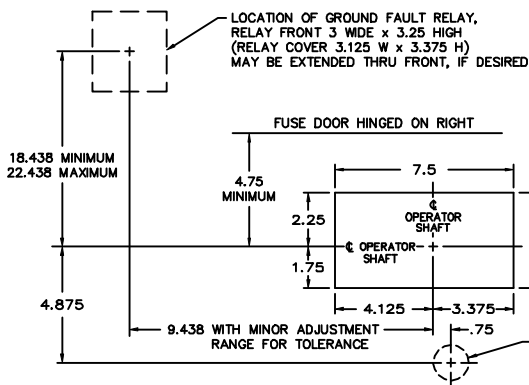 LOCATION OF GROUND FAULT RELAY,
RELAY FRONT 3 WIDE x 3.25 HIGH
(RELAY COVER 3.125 W x 3.375 H)
MAY BE EXTENDED THRU FRONT, IF DESIRED
FUSE DOOR HINGED ON RIGHT
18.438 MINIMUM
22.438 MAXIMUM
4.75
MINIMUM
7.5
2.25
℄
OPERATOR
SHAFT
℄ OPERATOR
SHAFT
1.75
4.875
4.125
3.375
9.438 WITH MINOR ADJUSTMENT
RANGE FOR TOLERANCE
.75